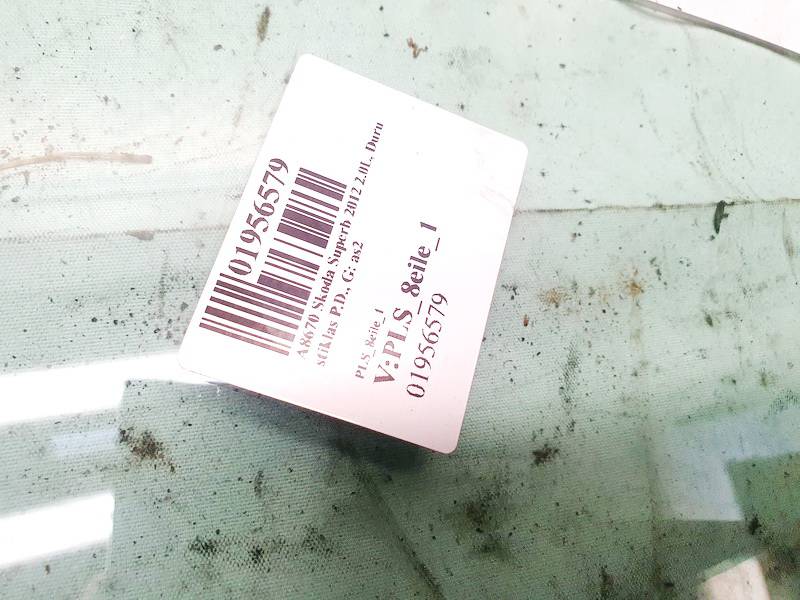 01956579
A8670 Skoda Superb 2012 2.0L, Duru
stiklas P.D., G: as2
PLS_8eile_1
V:PLS_8eile_1
01956579